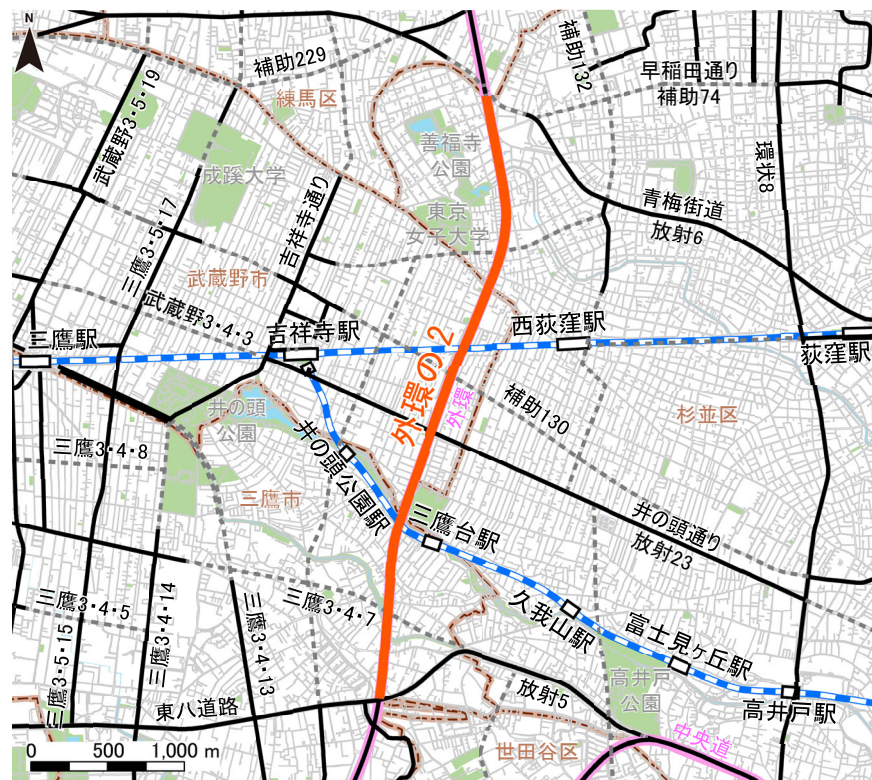 N
補助229
補助132
早稲田通り
補助74
武蔵野3・5・19
練馬区
善福寺
公園
環状8
成蹊大学
吉祥寺通り
東京
女子大学
青梅街道
放射6
三鷹3・5・17
武蔵野市
武蔵野3・4・3
三鷹駅
吉祥寺駅
西荻窪駅
荻窪駅
外環の2
外環
井の頭
公園
補助130
杉並区
三鷹3・4・8
井の頭公園駅
三鷹市
三鷹台駅
井の頭通り
放射23
三鷹3・4・5
三鷹3・4・14
三鷹3・4・7
三鷹3・4・13
三鷹3・5・15
久我山駅
富士見ヶ丘駅
高井戸
公園
高井戸駅
東八道路
放射5
中央道
世田谷区
0 500 1,000 m